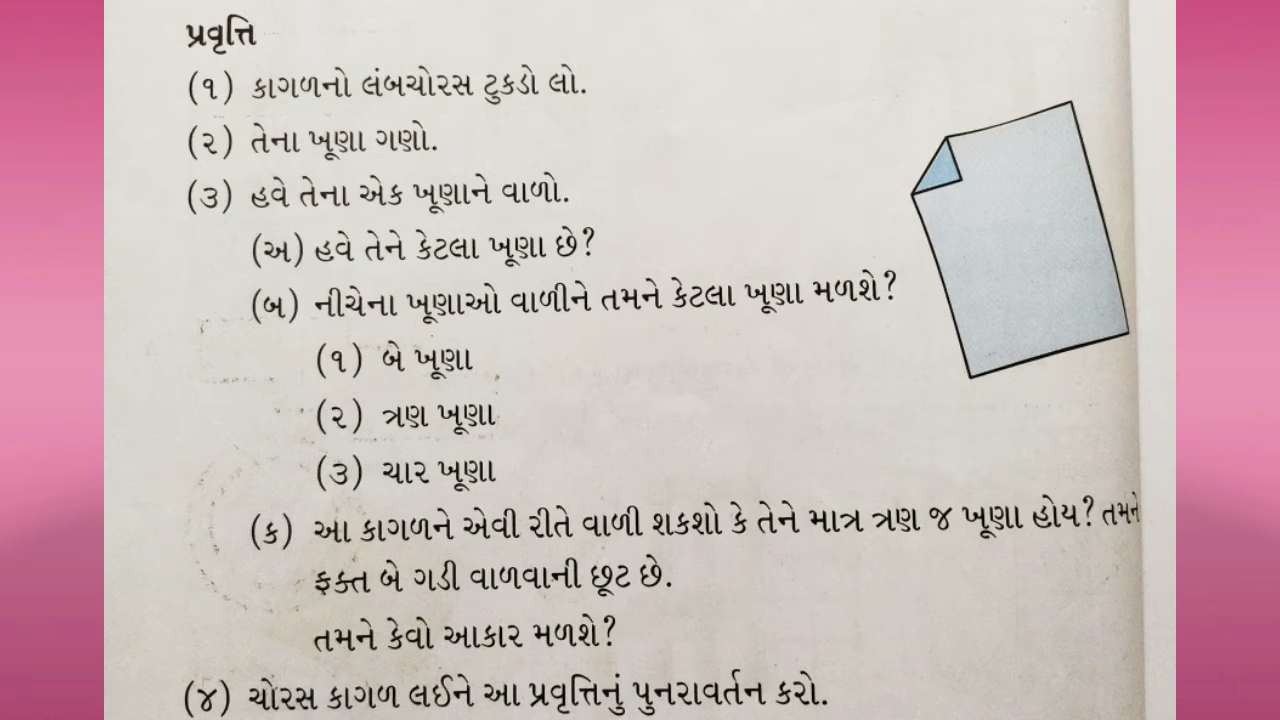 પ્રવૃત્તિ
(૧) કાગળનો લંબચોરસ ટુકડો લો.
(૨) તેના ખૂણા ગણો.
(૩) હવે તેના એક ખૂણાને વાળો.
(અ) હવે તેને કેટલા ખૂણા છે?
(બ) નીચેના ખૂણાઓ વાળીને તમને કેટલા ખૂણા મળશે?
(૧) બે ખૂણા
(૨) ત્રણ ખૂણા
(૩) ચાર ખૂણા
(ક) આ કાગળને એવી રીતે વાળી શકશો કે તેને માત્ર ત્રણ જ ખૂણા હોય? તમને
ફક્ત બે ગડી વાળવાની છૂટ છે.
તમને કેવો આકાર મળશે?
(૪) ચોરસ કાગળ લઈને આ પ્રવૃત્તિનું પુનરાવર્તન કરો.